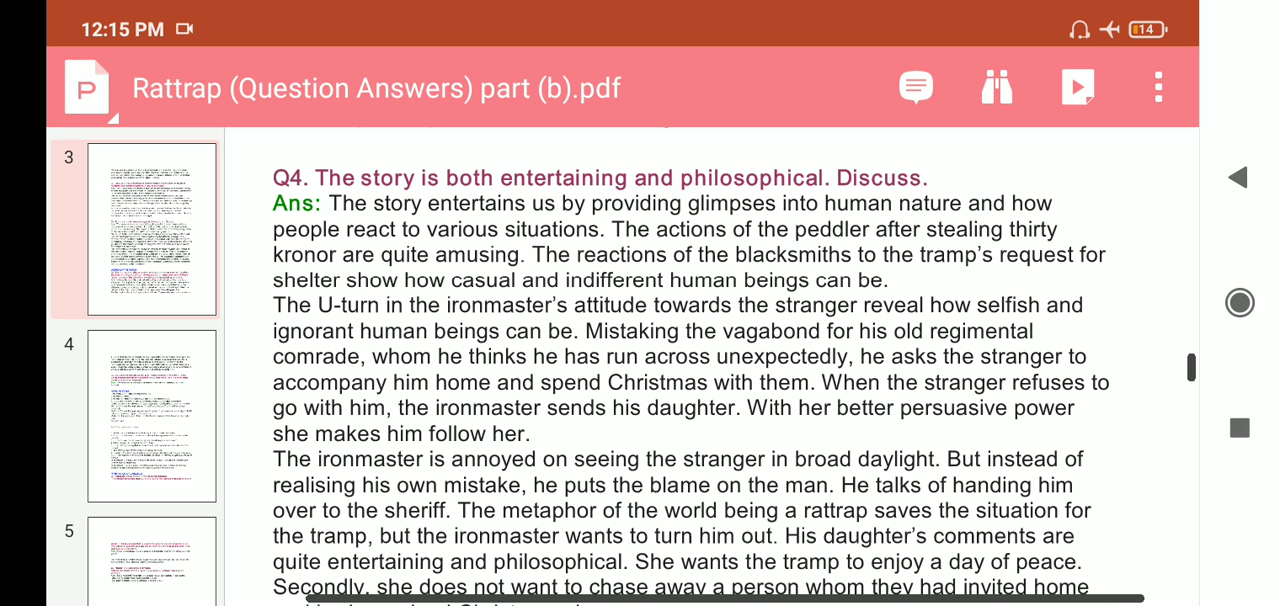 12:15 PM
14
P
Rattrap (Question Answers) part (b).pdf
3
4
5
Q4. The story is both entertaining and philosophical. Discuss.
Ans: The story entertains us by providing glimpses into human nature and how
people react to various situations. The actions of the peddler after stealing thirty
kronor are quite amusing. The reactions of the blacksmiths to the tramp's request for
shelter show how casual and indifferent human beings can be.
The U-turn in the ironmaster's attitude towards the stranger reveal how selfish and
ignorant human beings can be. Mistaking the vagabond for his old regimental
comrade, whom he thinks he has run across unexpectedly, he asks the stranger to
accompany him home and spend Christmas with them. When the stranger refuses to
go with him, the ironmaster sends his daughter. With her better persuasive power
she makes him follow her.
The ironmaster is annoyed on seeing the stranger in broad daylight. But instead of
realising his own mistake, he puts the blame on the man. He talks of handing him
over to the sheriff. The metaphor of the world being a rattrap saves the situation for
the tramp, but the ironmaster wants to turn him out. His daughter's comments are
quite entertaining and philosophical. She wants the tramp to enjoy a day of peace.
Secondly, she does not want to chase away a person whom they had invited home